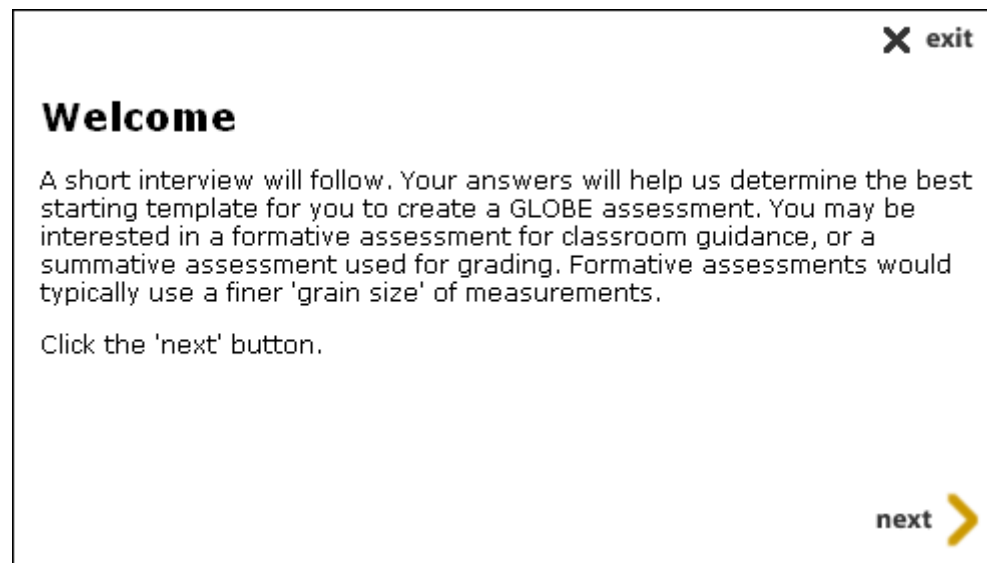 exit
Welcome
A short interview will follow. Your answers will help us determine the best
starting template for you to create a GLOBE assessment. You may be
interested in a formative assessment for classroom guidance, or a
summative assessment used for grading. Formative assessments would
typically use a finer 'grain size' of measurements.
Click the 'next' button.
next